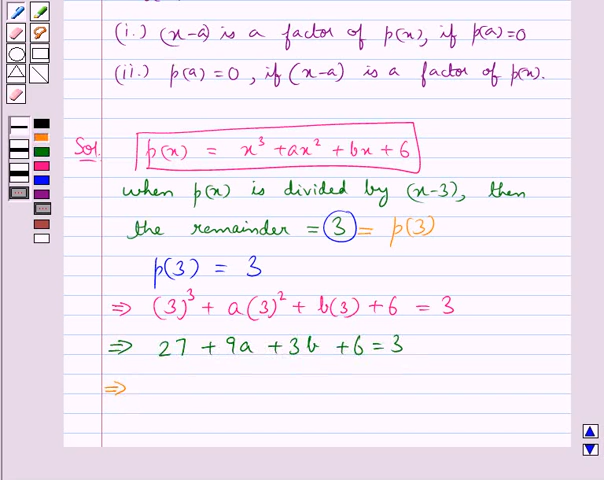 (i.) (x-a) is a factor of p(x), if p(a)=0
(ii.) p(a) = 0, if (x-a) is a factor of p(x).
Sol. p(x) = x³ + ax² + bx + 6
when p(x) is divided by (x-3), then
the remainder = 3 = p(3)
p(3) = 3
⇒ (3)³ + a(3)² + b(3) + 6 = 3
⇒ 27 + 9a + 3b + 6 = 3
⇒